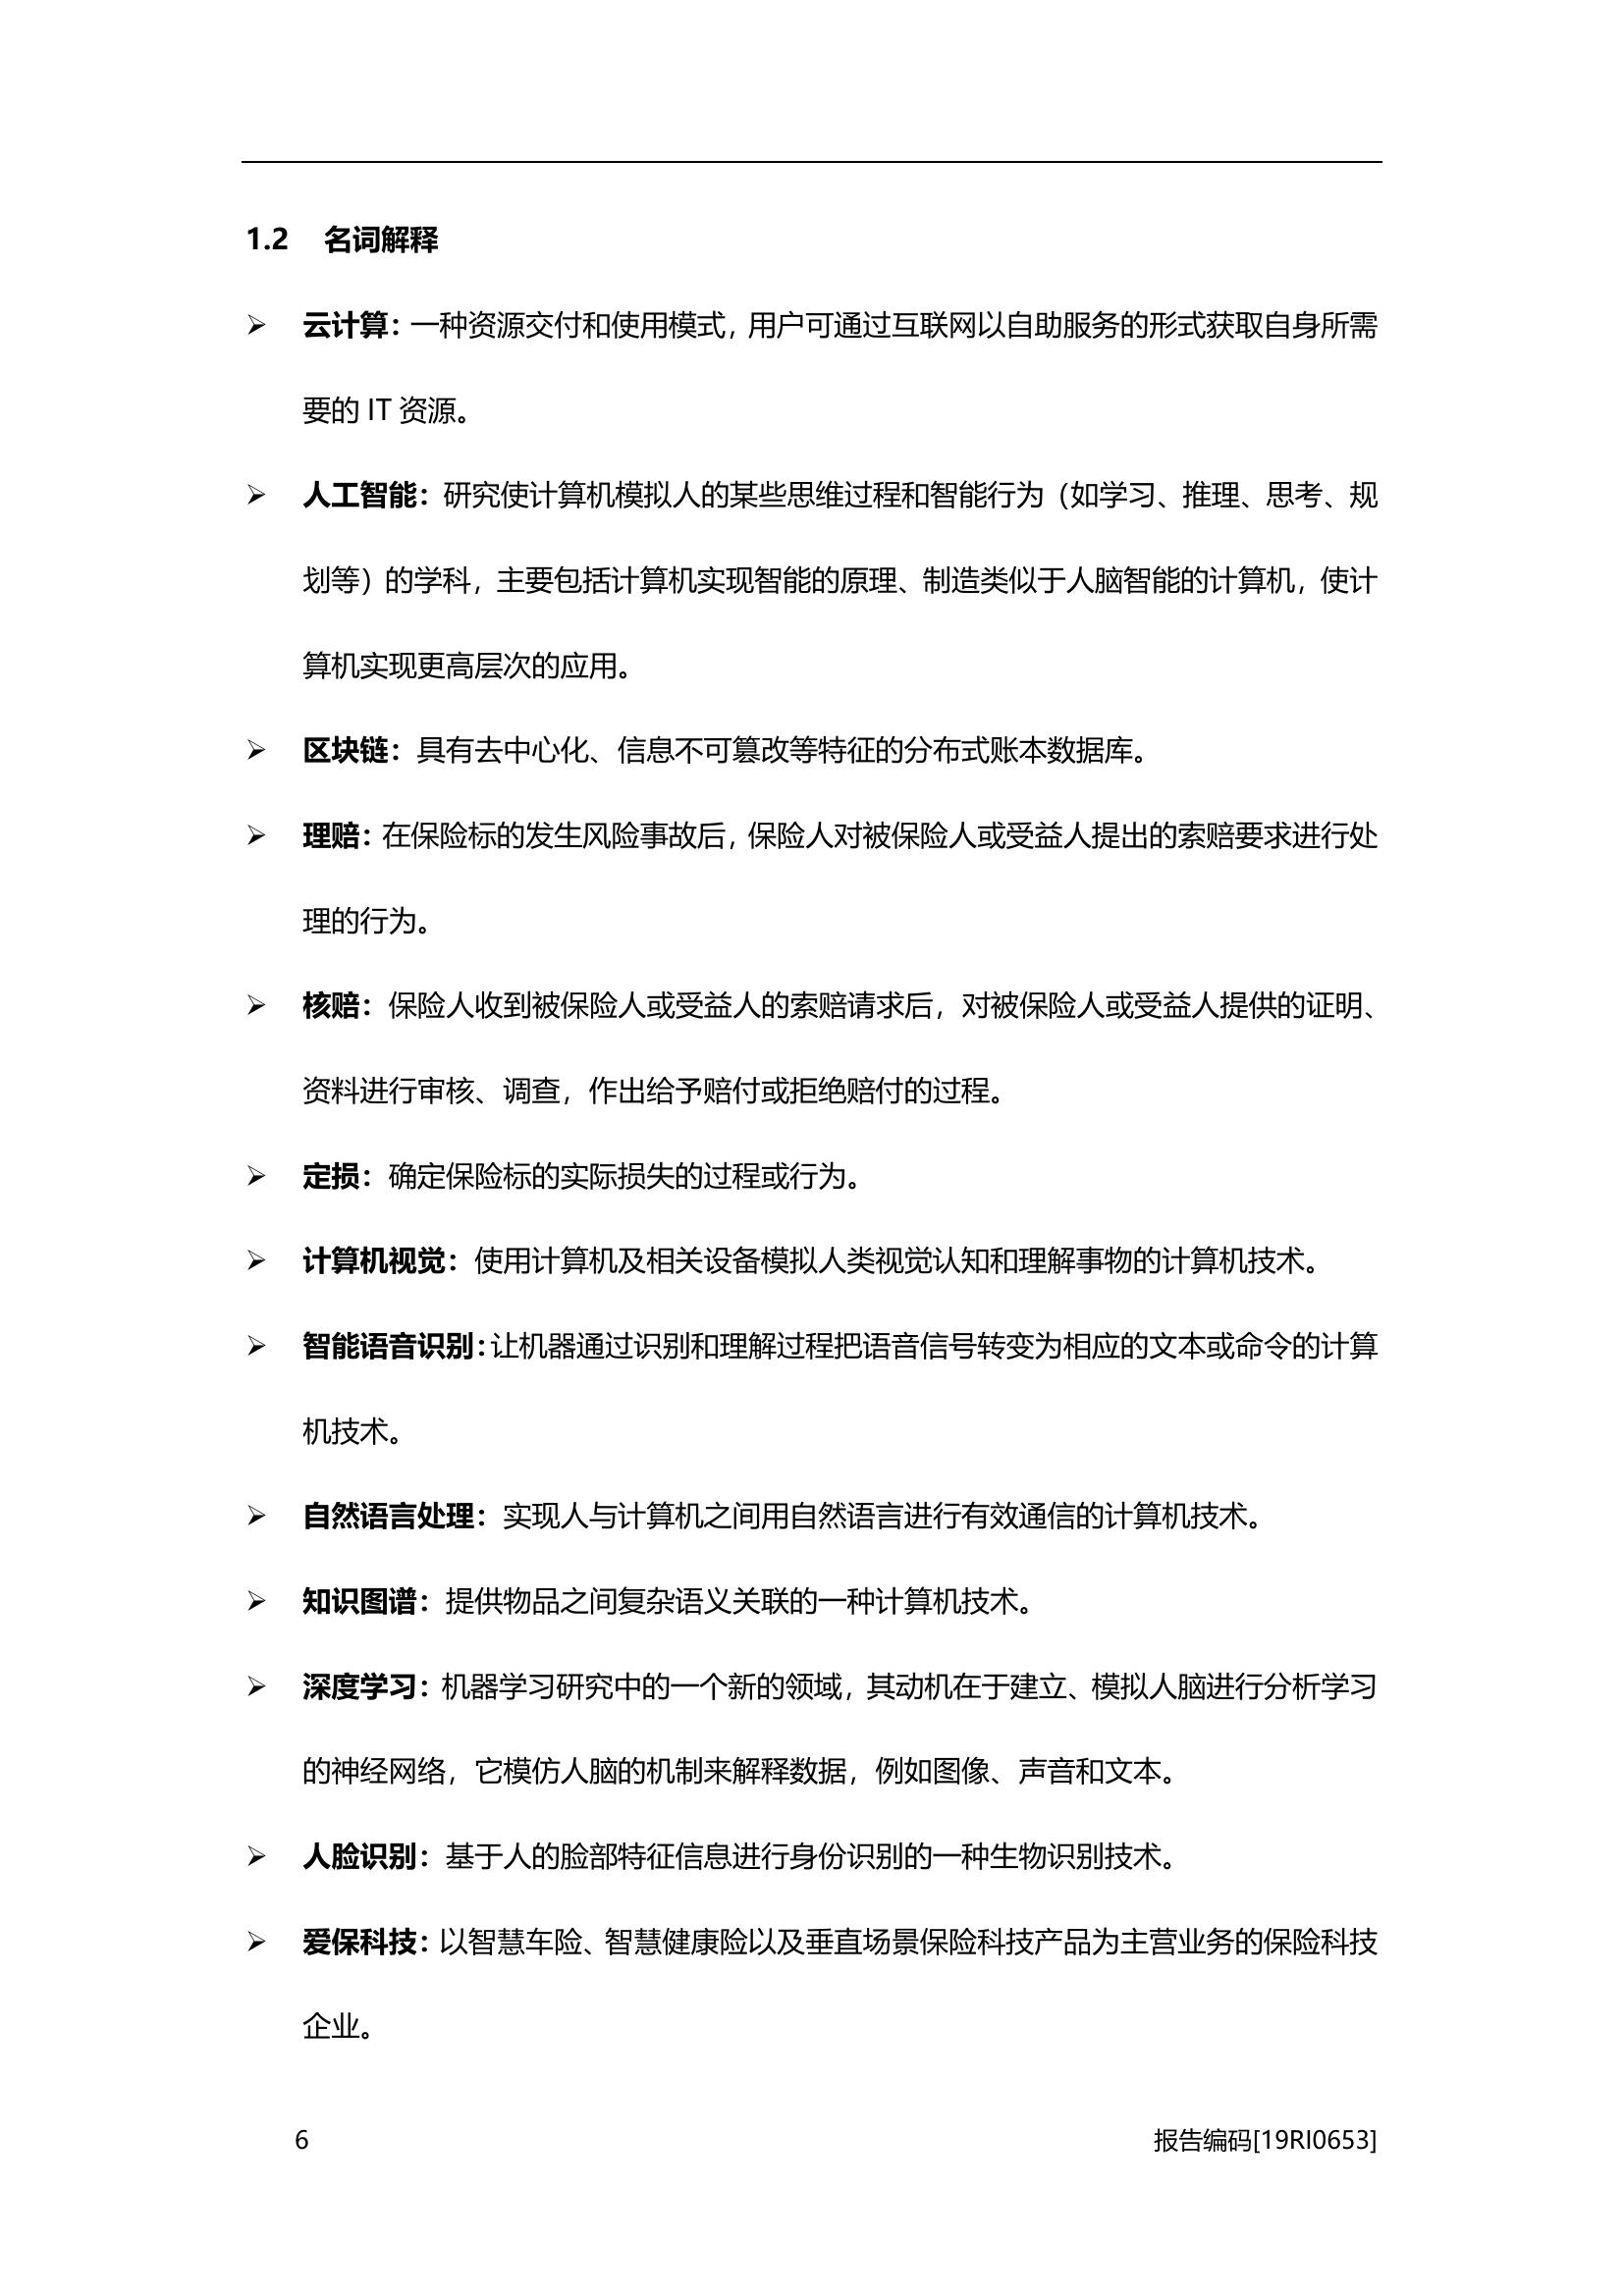 1.2 名词解释
➢ 云计算：一种资源交付和使用模式，用户可通过互联网以自助服务的形式获取自身所需
要的 IT 资源。
➢ 人工智能：研究使计算机模拟人的某些思维过程和智能行为（如学习、推理、思考、规
划等）的学科，主要包括计算机实现智能的原理、制造类似于人脑智能的计算机，使计
算机实现更高层次的应用。
➢ 区块链：具有去中心化、信息不可篡改等特征的分布式账本数据库。
➢ 理赔：在保险标的发生风险事故后，保险人对被保险人或受益人提出的索赔要求进行处
理的行为。
➢ 核赔：保险人收到被保险人或受益人的索赔请求后，对被保险人或受益人提供的证明、
资料进行审核、调查，作出给予赔付或拒绝赔付的过程。
➢ 定损：确定保险标的实际损失的过程或行为。
➢ 计算机视觉：使用计算机及相关设备模拟人类视觉认知和理解事物的计算机技术。
➢ 智能语音识别：让机器通过识别和理解过程把语音信号转变为相应的文本或命令的计算
机技术。
➢ 自然语言处理：实现人与计算机之间用自然语言进行有效通信的计算机技术。
➢ 知识图谱：提供物品之间复杂语义关联的一种计算机技术。
➢ 深度学习：机器学习研究中的一个新的领域，其动机在于建立、模拟人脑进行分析学习
的神经网络，它模仿人脑的机制来解释数据，例如图像、声音和文本。
➢ 人脸识别：基于人的脸部特征信息进行身份识别的一种生物识别技术。
➢ 爱保科技：以智慧车险、智慧健康险以及垂直场景保险科技产品为主营业务的保险科技
企业。
6 报告编码[19RI0653]